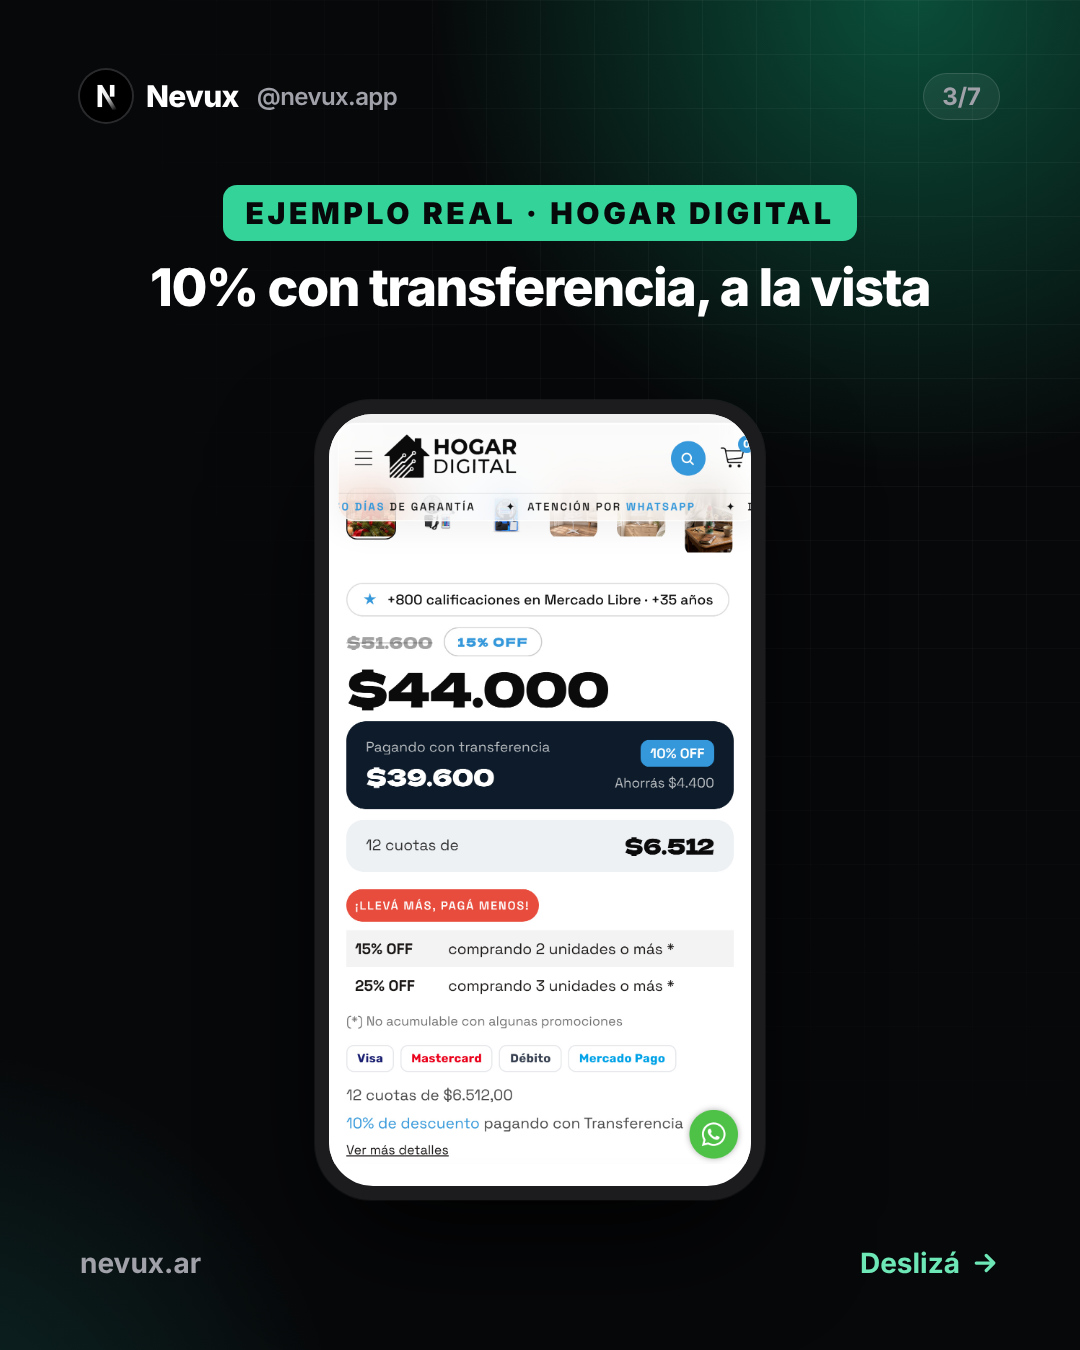 N Nevux @nevux.app 3/7
EJEMPLO REAL · HOGAR DIGITAL
10% con transferencia, a la vista
HOGAR
DIGITAL
DÍAS DE GARANTÍA ✦ ATENCIÓN POR WHATSAPP ✦
★ +800 calificaciones en Mercado Libre · +35 años
$51.600 15% OFF
$44.000
Pagando con transferencia 10% OFF
$39.600 Ahorrás $4.400
12 cuotas de $6.512
¡LLEVÁ MÁS, PAGÁ MENOS!
15% OFF comprando 2 unidades o más *
25% OFF comprando 3 unidades o más *
(*) No acumulable con algunas promociones
Visa Mastercard Débito Mercado Pago
12 cuotas de $6.512,00
10% de descuento pagando con Transferencia
Ver más detalles
nevux.ar Deslizá →